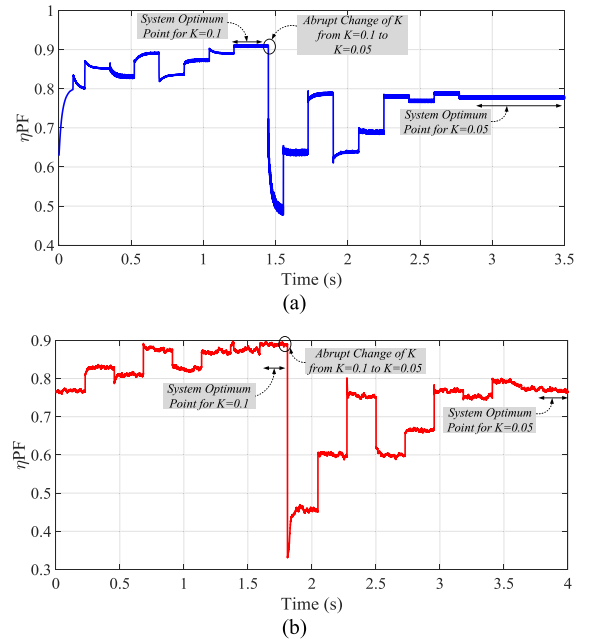 System Optimum
Point for K=0.1
Abrupt Change of K
from K=0.1 to
K=0.05
System Optimum
Point for K=0.05
1
0.9
0.8
0.7
0.6
0.5
0.4
ηPF
0
0.5
1
1.5
2
2.5
3
3.5
Time (s)
(a)
0.9
0.8
0.7
0.6
0.5
0.4
0.3
ηPF
Abrupt Change of K
from K=0.1 to K=0.05
System Optimum
Point for K=0.1
System Optimum
Point for K=0.05
0
0.5
1
1.5
2
2.5
3
3.5
4
Time (s)
(b)